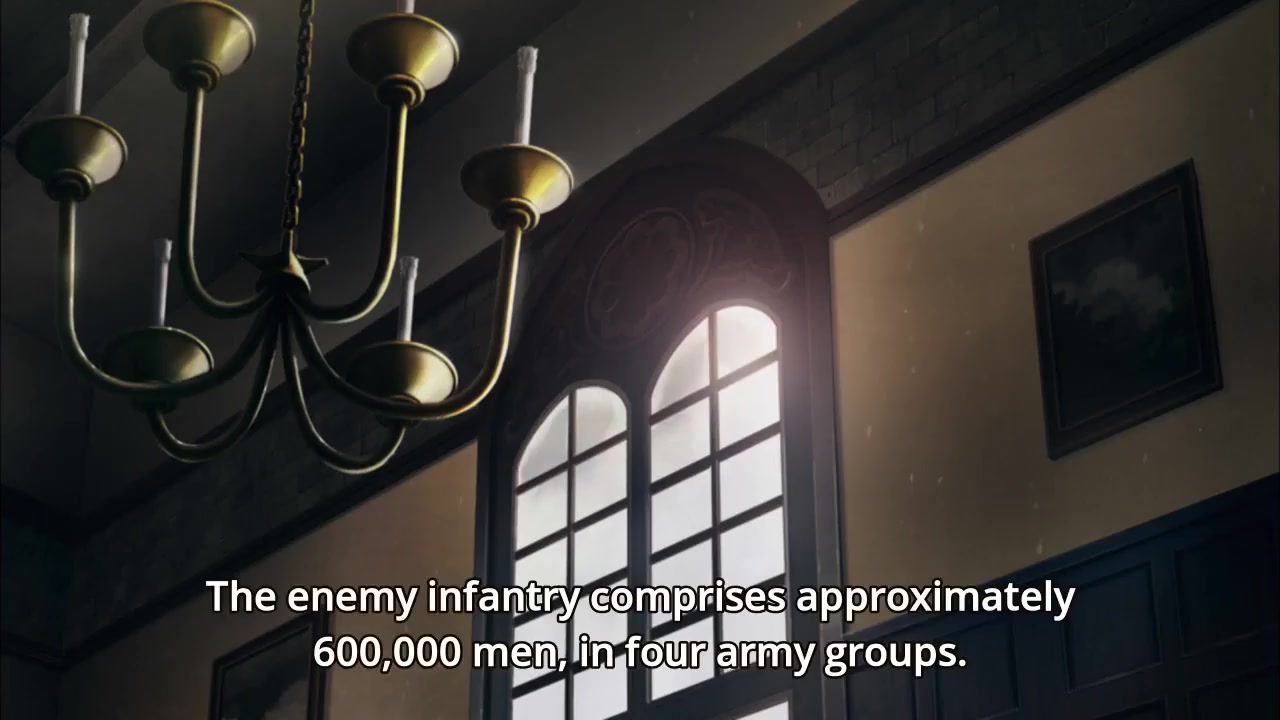 The enemy infantry comprises approximately
600,000 men, in four army groups.